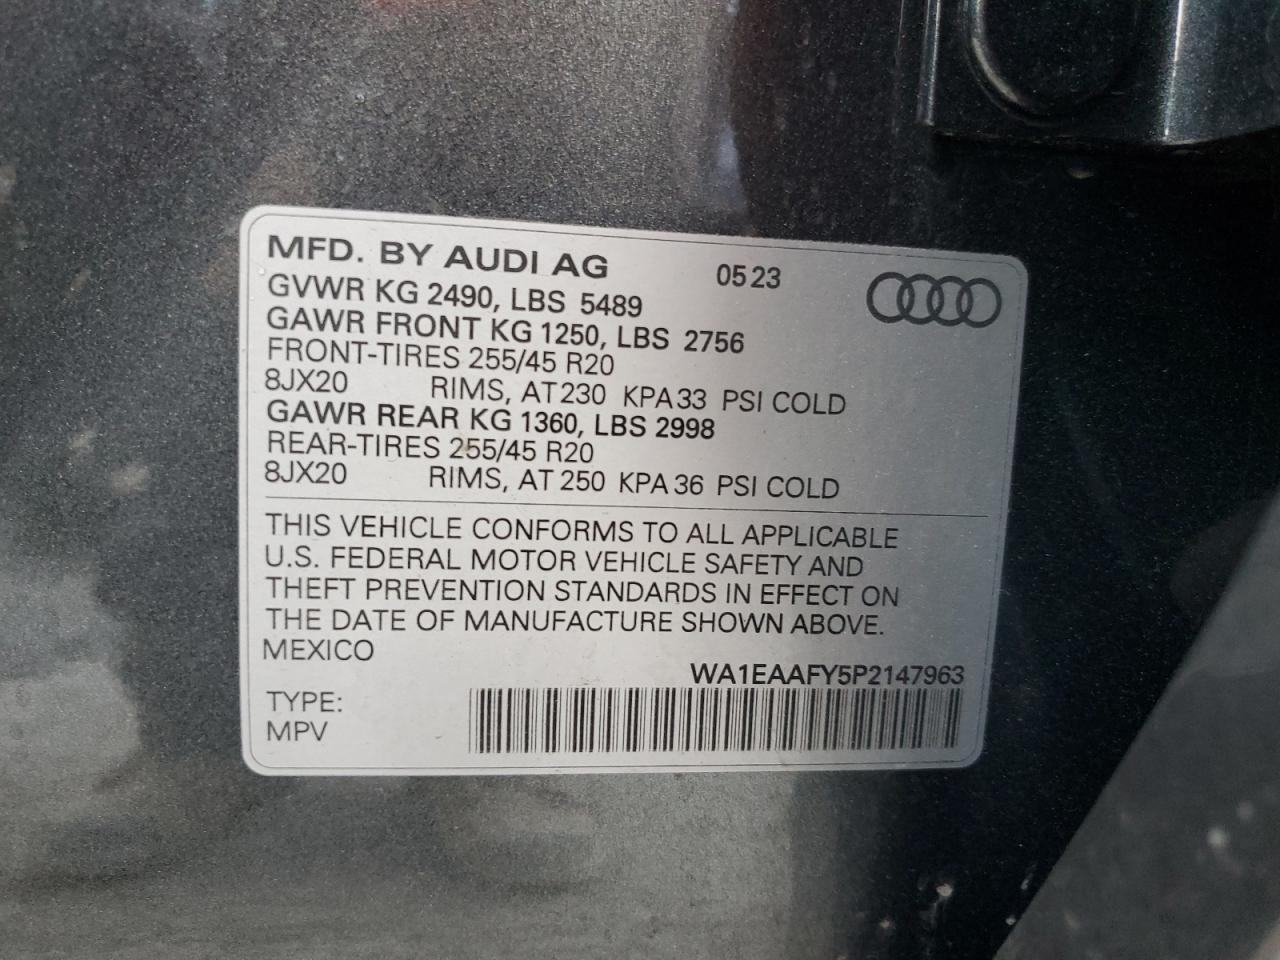 MFD. BY AUDI AG 0523
GVWR KG 2490, LBS 5489
GAWR FRONT KG 1250, LBS 2756
FRONT-TIRES 255/45 R20
8JX20 RIMS, AT 230 KPA 33 PSI COLD
GAWR REAR KG 1360, LBS 2998
REAR-TIRES 255/45 R20
8JX20 RIMS, AT 250 KPA 36 PSI COLD
THIS VEHICLE CONFORMS TO ALL APPLICABLE
U.S. FEDERAL MOTOR VEHICLE SAFETY AND
THEFT PREVENTION STANDARDS IN EFFECT ON
THE DATE OF MANUFACTURE SHOWN ABOVE.
MEXICO
WA1EAAFY5P2147963
TYPE:
MPV